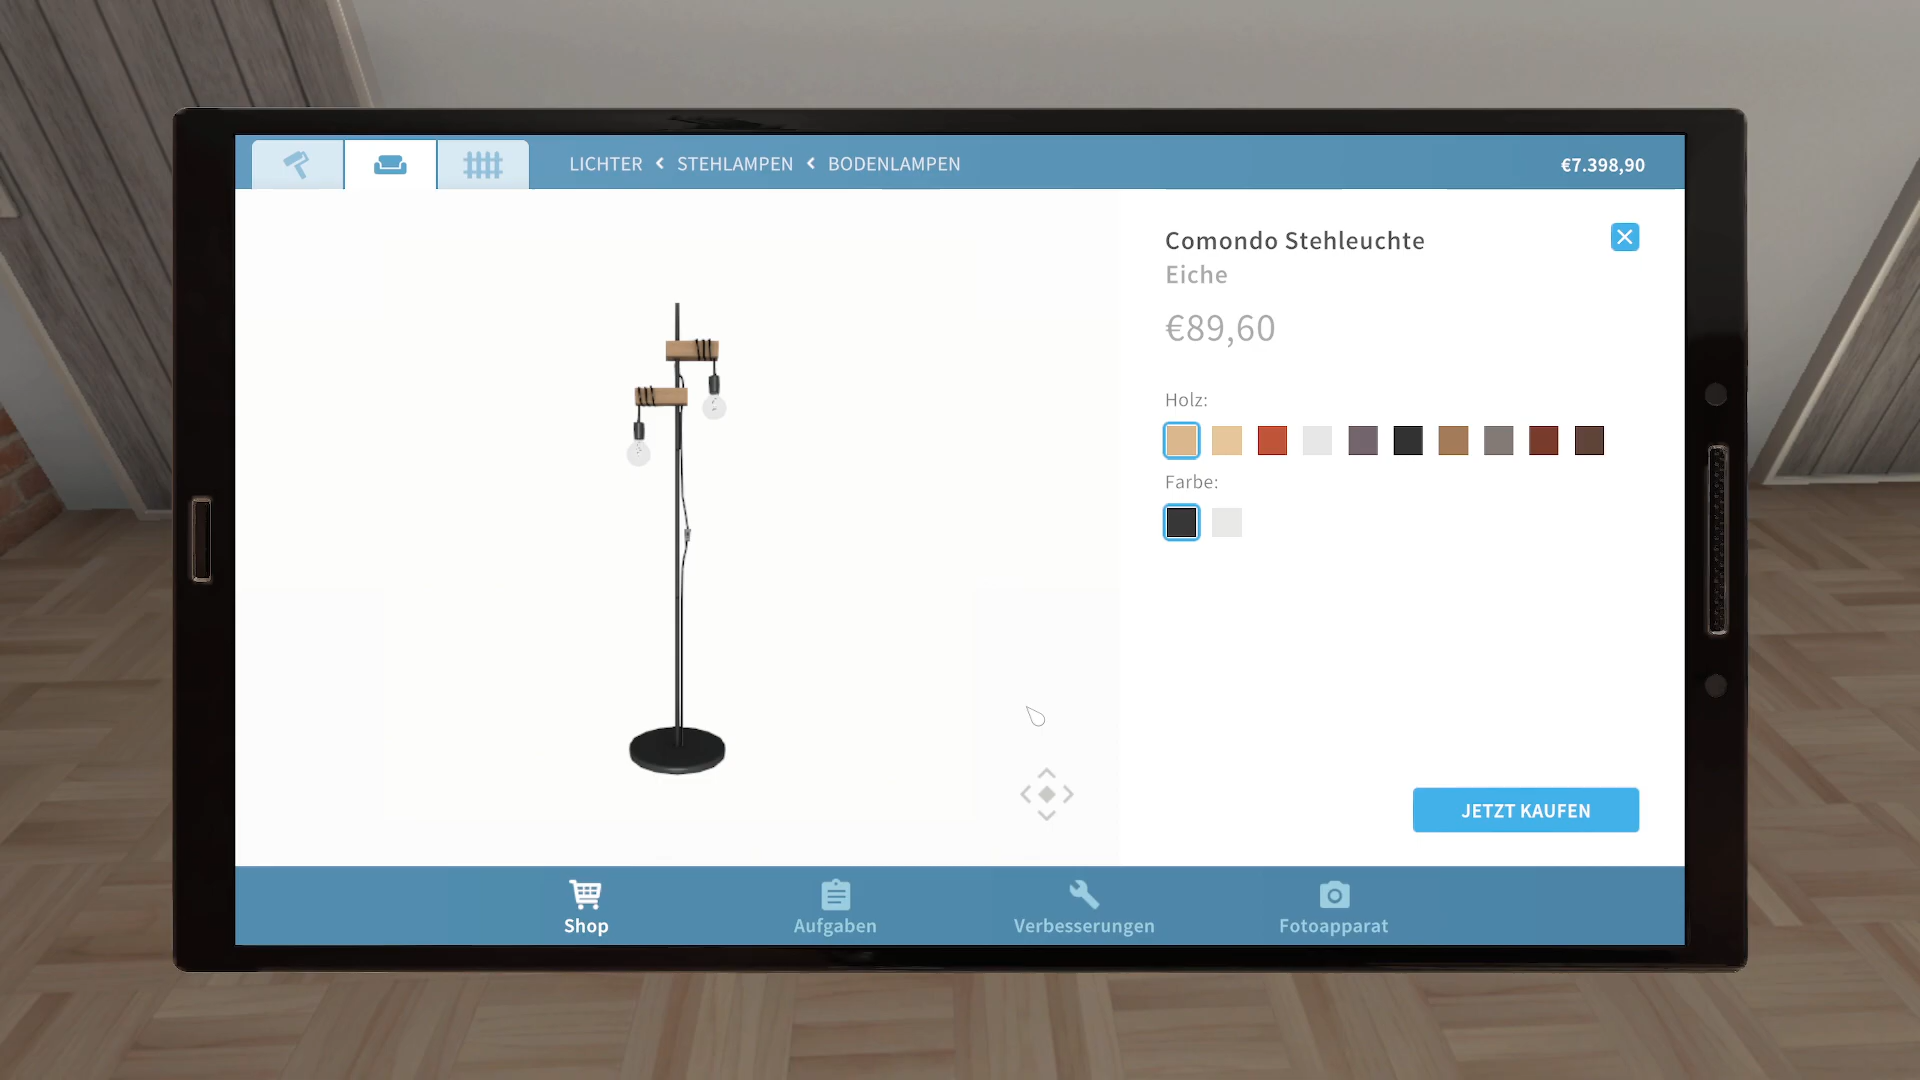 LICHTER < STEHLAMPEN < BODENLAMPEN
€7.398,90
Comondo Stehleuchte
Eiche
€89,60
Holz:
Farbe:
JETZT KAUFEN
Shop
Aufgaben
Verbesserungen
Fotoapparat